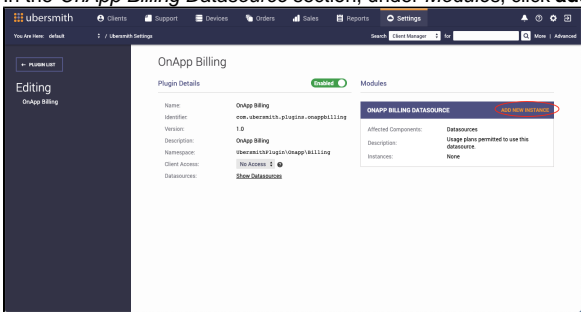 In the OnApp Billing Datasource section, under Modules, click
ubersmith Clients Support Devices Orders Sales Reports Settings
You Are Here: default / Ubersmith Settings Search Client Manager for More | Advanced
← PLUGIN LIST
Editing
OnApp Billing
OnApp Billing
Plugin Details Enabled
Name: OnApp Billing
Identifier: com.ubersmith.plugins.onappbilling
Version: 1.0
Description: OnApp Billing
Namespace: UbersmithPlugin\Onapp\Billing
Client Access: No Access
Datasources: Show Datasources
Modules
ONAPP BILLING DATASOURCE ADD NEW INSTANCE
Affected Components: Datasources
Description: Usage plans permitted to use this
datasource.
Instances: None